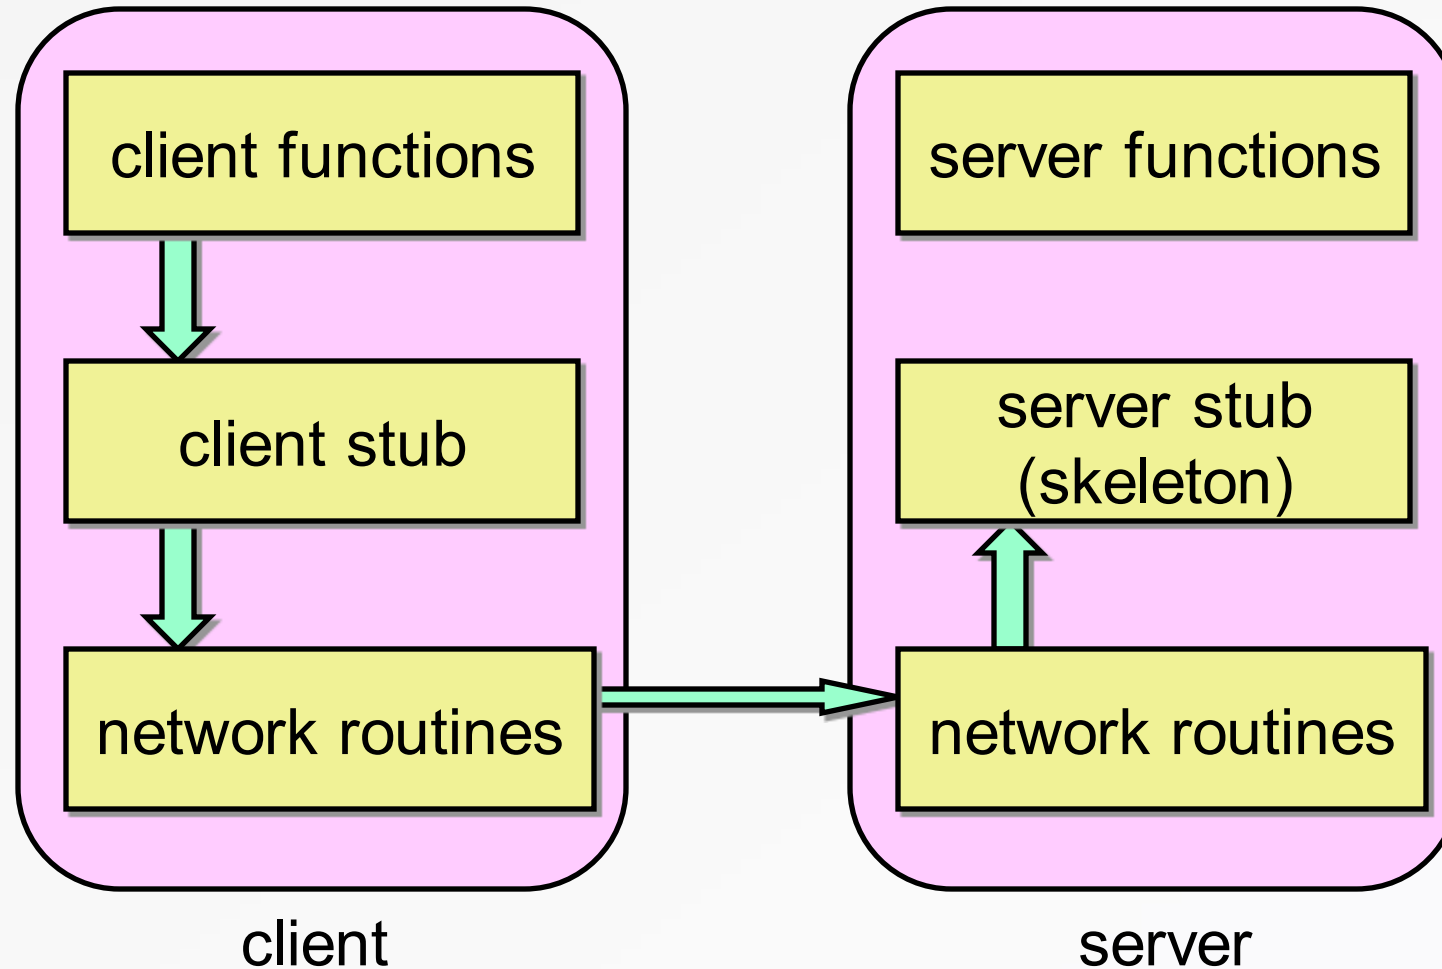 client functions
client stub
network routines
client
server functions
server stub
(skeleton)
network routines
server